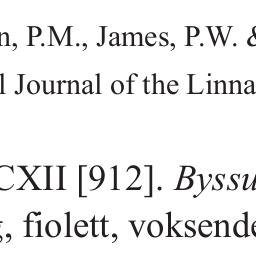 n, P.M., James, P.W. &
l Journal of the Linna
CXII [912]. Byssu
, fiolett, voksende